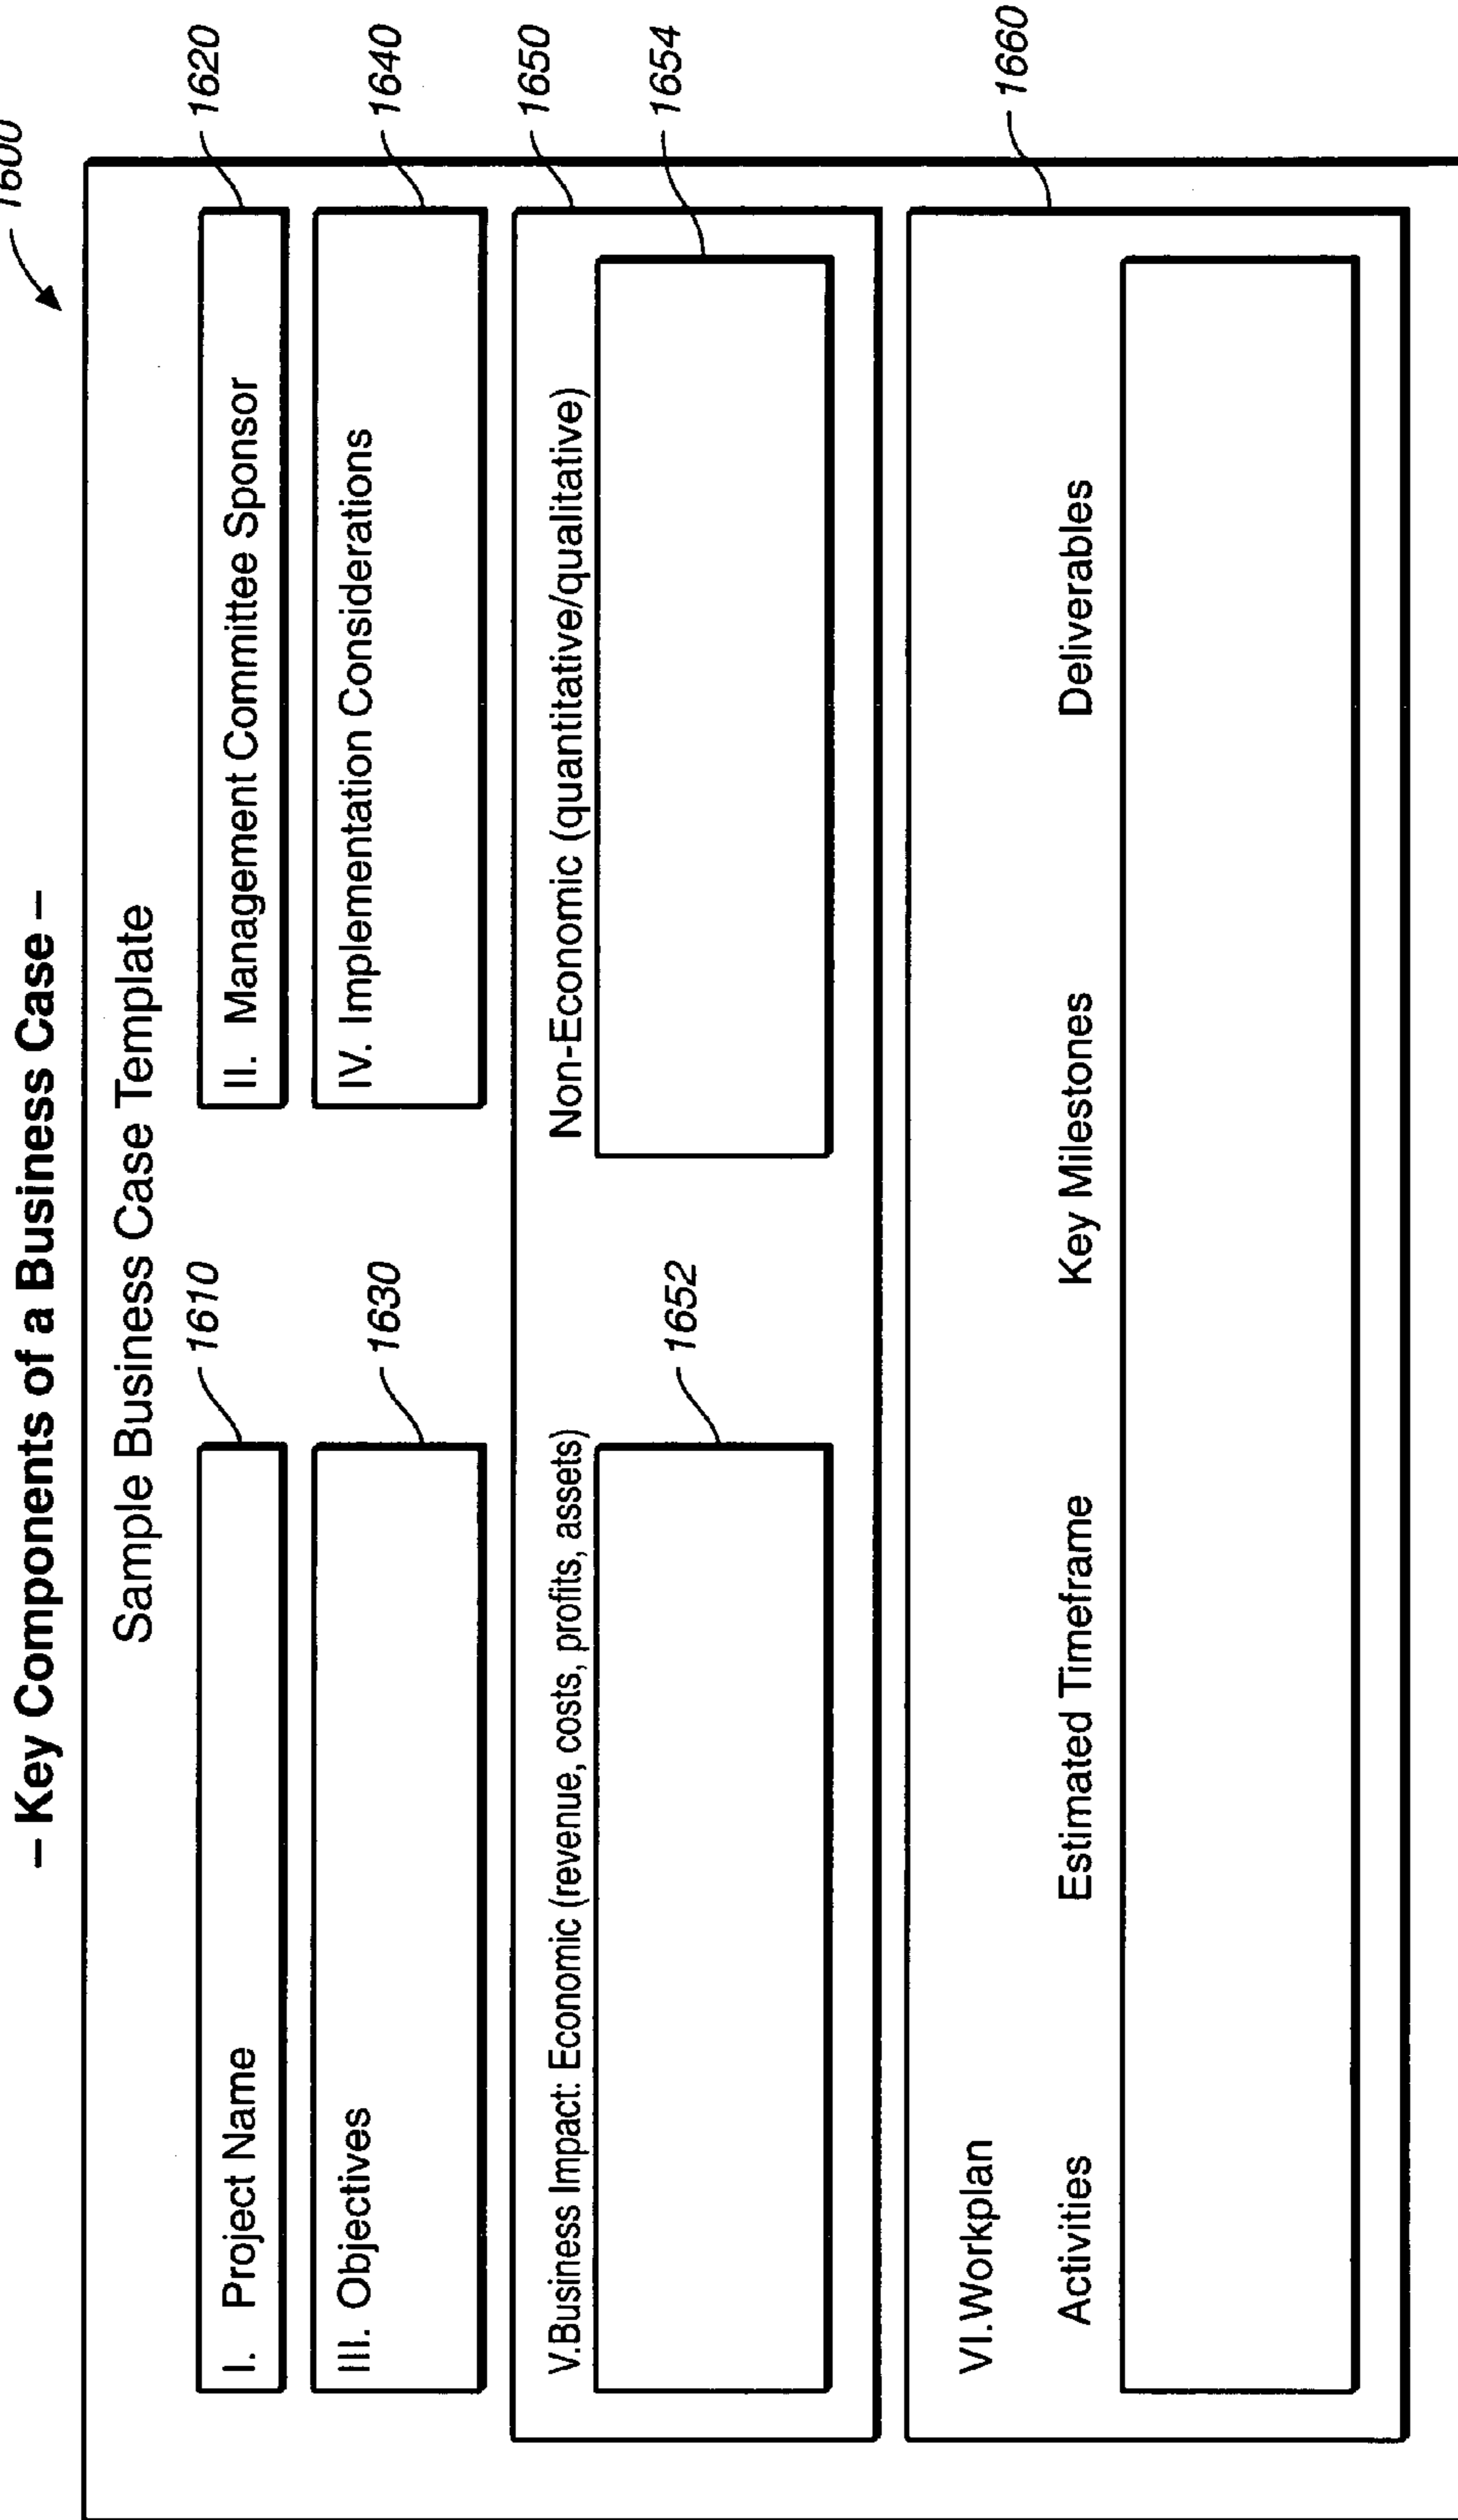 1600
– Key Components of a Business Case –
Sample Business Case Template
1610
1620
I. Project Name
II. Management Committee Sponsor
1630
1640
III. Objectives
IV. Implementation Considerations
1650
V.Business Impact: Economic (revenue, costs, profits, assets)
Non-Economic (quantitative/qualitative)
1652
1654
1660
VI.Workplan
Activities
Estimated Timeframe
Key Milestones
Deliverables